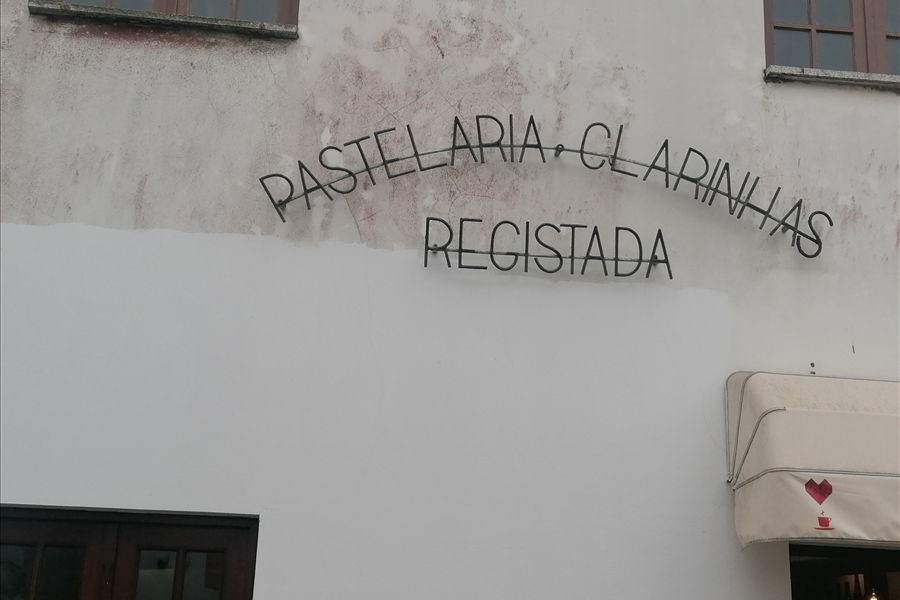 PASTELARIA • CLARINHAS
REGISTADA